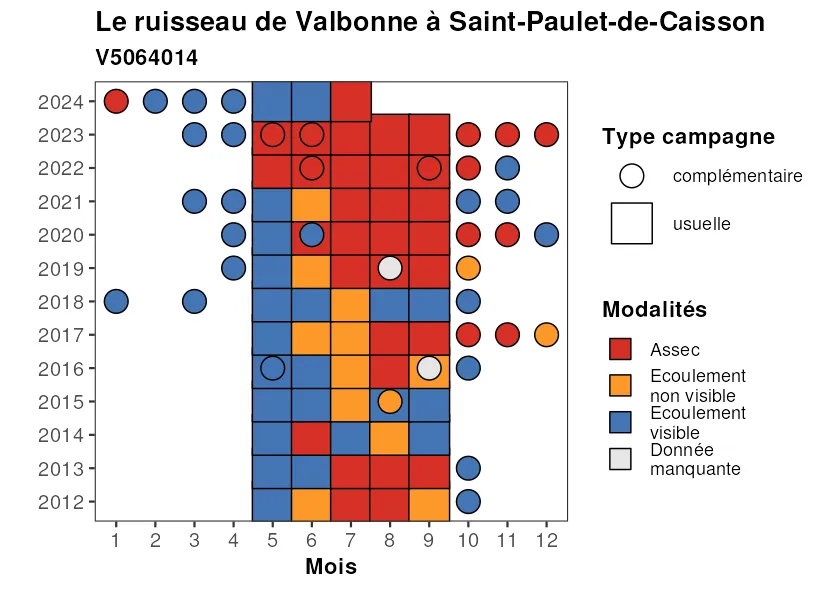 Le ruisseau de Valbonne à Saint-Paulet-de-Caisson
V5064014
2024
2023
2022
2021
2020
2019
2018
2017
2016
2015
2014
2013
2012
1 2 3 4 5 6 7 8 9 10 11 12
Mois
Type campagne
complémentaire
usuelle
Modalités
Assec
Ecoulement
non visible
Ecoulement
visible
Donnée
manquante